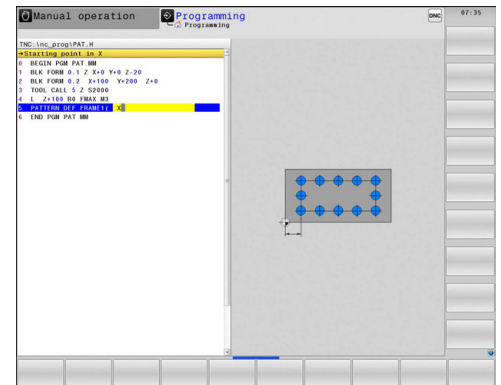 Manual operation
Programming
Programming
DNC
07:35
TNC:\nc_prog\PAT.H
→Starting point in X
0 BEGIN PGM PAT MM
1 BLK FORM 0.1 Z X+0 Y+0 Z-20
2 BLK FORM 0.2 X+100 Y+200 Z+0
3 TOOL CALL 5 Z S2000
4 L Z+100 R0 FMAX M3
5 PATTERN DEF FRAME1( X
6 END PGM PAT MM